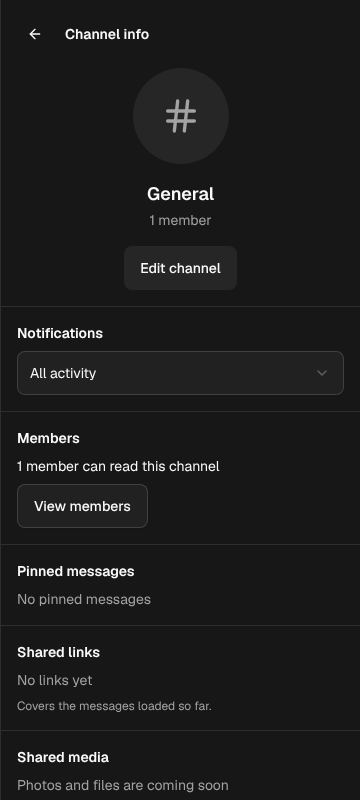 Channel info
#
General
1 member
Edit channel
Notifications
All activity
Members
1 member can read this channel
View members
Pinned messages
No pinned messages
Shared links
No links yet
Covers the messages loaded so far.
Shared media
Photos and files are coming soon